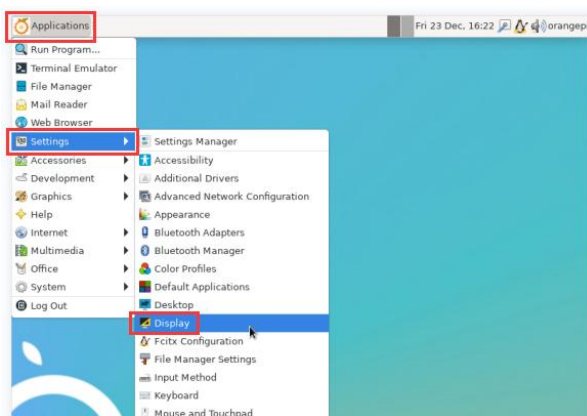 Applications
Fri 23 Dec, 16:22
orangep
Run Program...
Terminal Emulator
File Manager
Mail Reader
Web Browser
Settings
Accessories
Development
Graphics
Help
Internet
Multimedia
Office
System
Log Out
Settings Manager
Accessibility
Additional Drivers
Advanced Network Configuration
Appearance
Bluetooth Adapters
Bluetooth Manager
Color Profiles
Default Applications
Desktop
Display
Fcitx Configuration
File Manager Settings
Input Method
Keyboard
Mouse and Touchpad